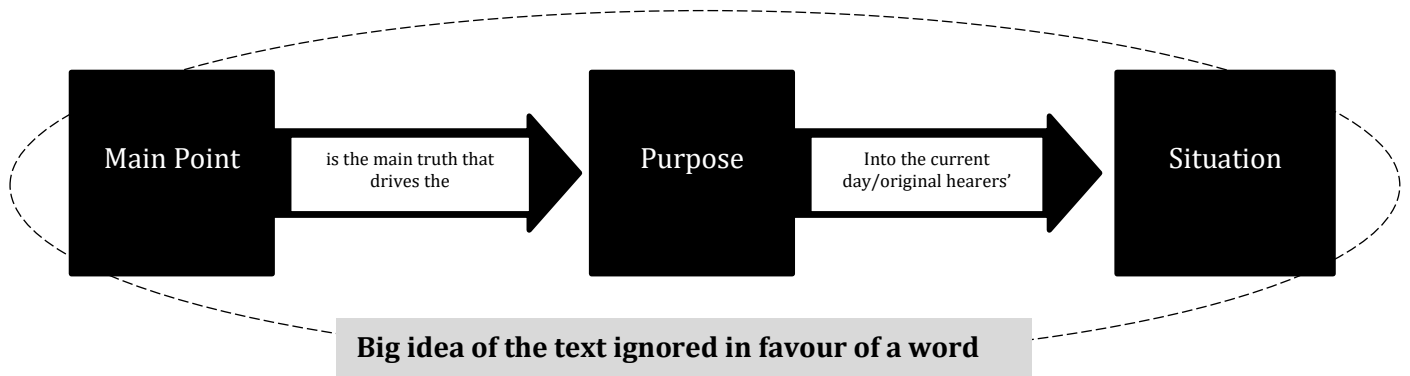 Main Point
is the main truth that
drives the
Purpose
Into the current
day/original hearers’
Situation
Big idea of the text ignored in favour of a word